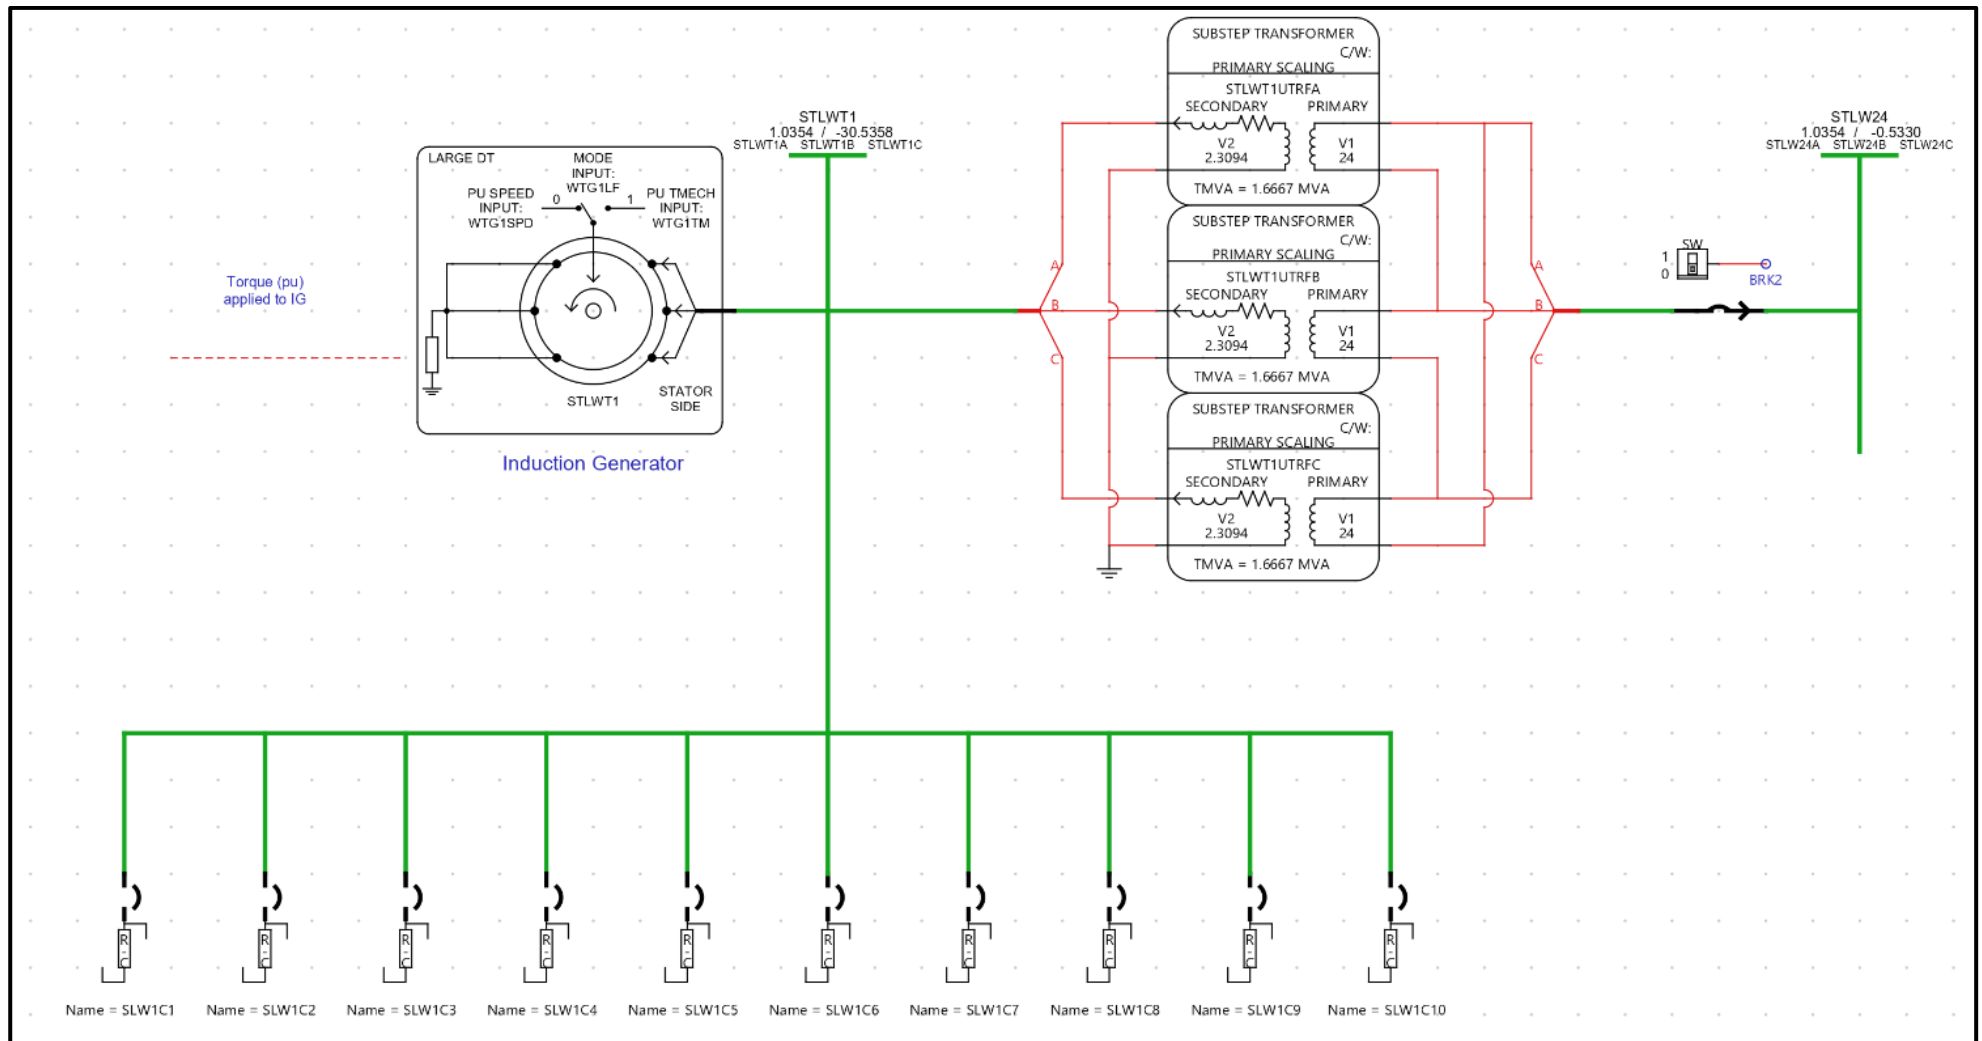 SUBSTEP TRANSFORMER
C/W:
PRIMARY SCALING
STLWT1UTRFA
SECONDARY PRIMARY
V2 V1
2.3094 24
TMVA = 1.6667 MVA
SUBSTEP TRANSFORMER
C/W:
PRIMARY SCALING
STLWT1UTRFB
SECONDARY PRIMARY
V2 V1
2.3094 24
TMVA = 1.6667 MVA
SUBSTEP TRANSFORMER
C/W:
PRIMARY SCALING
STLWT1UTRFC
SECONDARY PRIMARY
V2 V1
2.3094 24
TMVA = 1.6667 MVA
A
B
C
A
B
C
STLWT1
1.0354 / -30.5358
STLWT1A STLWT1B STLWT1C
STLW24
1.0354 / -0.5330
STLW24A STLW24B STLW24C
SW
1
0
BRK2
LARGE DT
MODE
INPUT:
WTG1LF
PU SPEED
INPUT:
WTG1SPD
0
1
PU TMECH
INPUT:
WTG1TM
STLWT1
STATOR
SIDE
Induction Generator
Torque (pu)
applied to IG
R
C
R
C
R
C
R
C
R
C
R
C
R
C
R
C
R
C
R
C
Name = SLW1C1 Name = SLW1C2 Name = SLW1C3 Name = SLW1C4 Name = SLW1C5 Name = SLW1C6 Name = SLW1C7 Name = SLW1C8 Name = SLW1C9 Name = SLW1C10